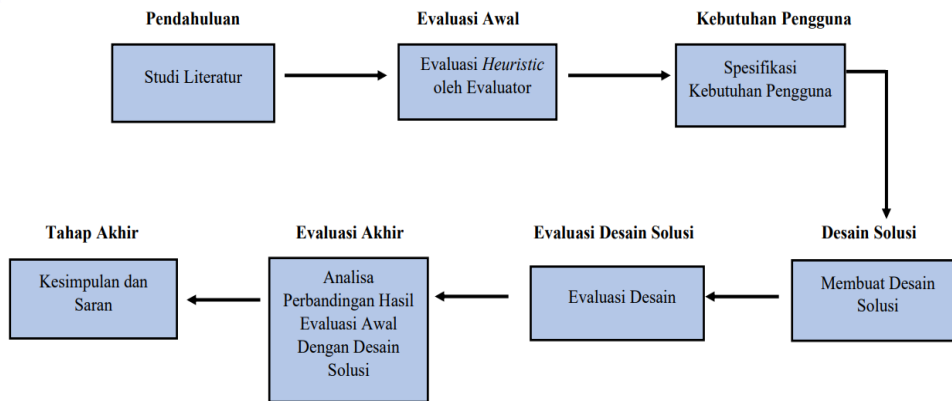 Pendahuluan
Studi Literatur
Evaluasi Awal
Evaluasi Heuristic
oleh Evaluator
Kebutuhan Pengguna
Spesifikasi
Kebutuhan Pengguna
Desain Solusi
Membuat Desain
Solusi
Evaluasi Desain Solusi
Evaluasi Desain
Evaluasi Akhir
Analisa
Perbandingan Hasil
Evaluasi Awal
Dengan Desain
Solusi
Tahap Akhir
Kesimpulan dan
Saran